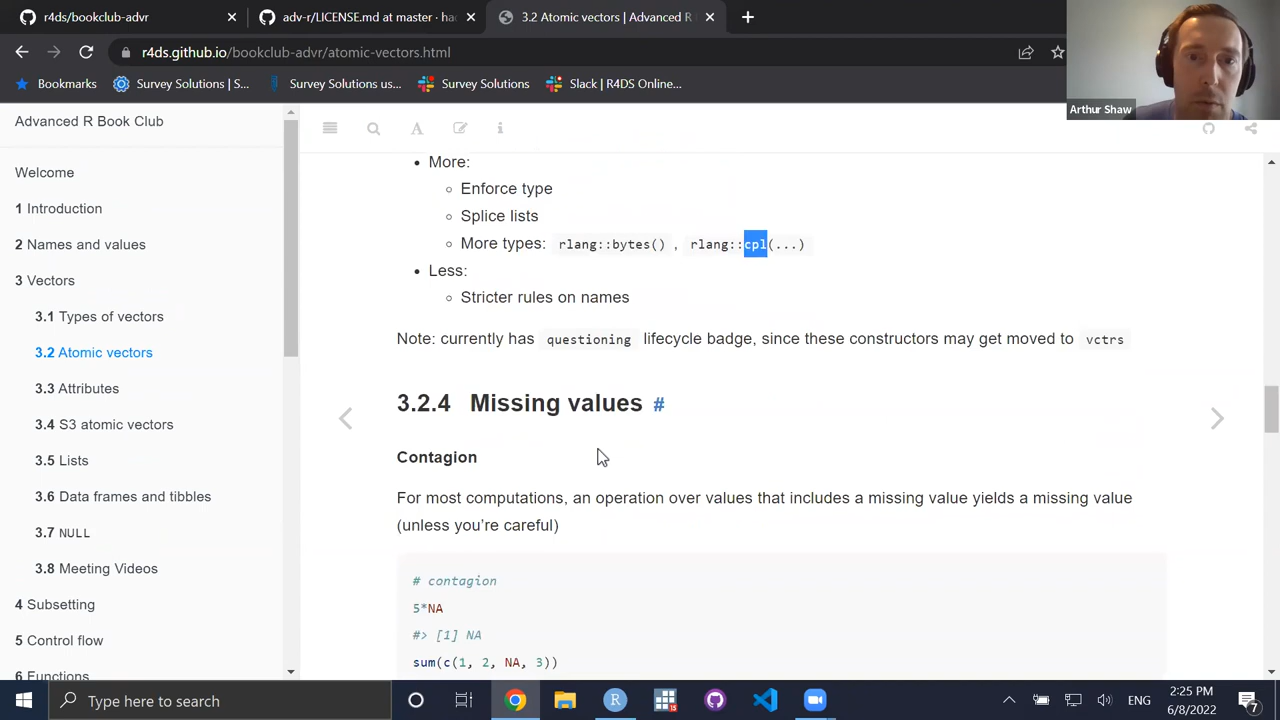 r4ds/bookclub-advr
adv-r/LICENSE.md at master · ha
3.2 Atomic vectors | Advanced R
r4ds.github.io/bookclub-advr/atomic-vectors.html
Bookmarks
Survey Solutions | S...
Survey Solutions us...
Survey Solutions
Slack | R4DS Online...
Arthur Shaw
Advanced R Book Club
Welcome
1 Introduction
2 Names and values
3 Vectors
3.1 Types of vectors
3.2 Atomic vectors
3.3 Attributes
3.4 S3 atomic vectors
3.5 Lists
3.6 Data frames and tibbles
3.7 NULL
3.8 Meeting Videos
4 Subsetting
5 Control flow
6 Functions
• More:
◦ Enforce type
◦ Splice lists
◦ More types: rlang::bytes() , rlang::cpl(...)
• Less:
◦ Stricter rules on names
Note: currently has questioning lifecycle badge, since these constructors may get moved to vctrs
3.2.4 Missing values #
Contagion
For most computations, an operation over values that includes a missing value yields a missing value
(unless you're careful)
# contagion
5*NA
#> [1] NA
sum(c(1, 2, NA, 3))
Type here to search
ENG
2:25 PM
6/8/2022
7